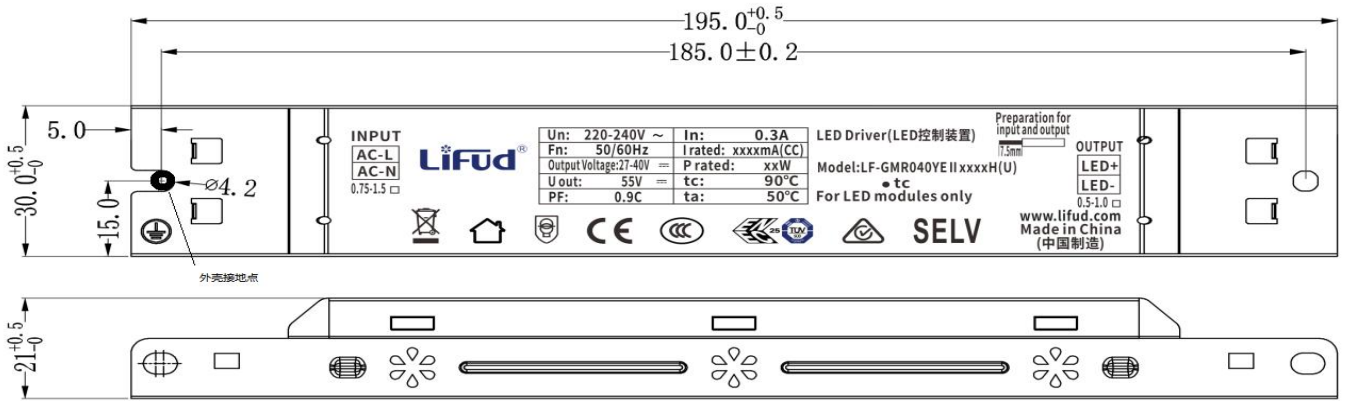 195.0+0.5-0
185.0±0.2
5.0
30.0+0.5-0
15.0
⌀4.2
外壳接地点
INPUT
AC-L
AC-N
0.75-1.5 □
LiFud®
Un: 220-240V ~ In: 0.3A
Fn: 50/60Hz I rated: xxxxmA(CC)
Output Voltage:27-40V ⎓ P rated: xxW
U out: 55V ⎓ tc: 90℃
PF: 0.9C ta: 50℃
LED Driver(LED控制装置)
Model:LF-GMR040YEⅡxxxxH(U)
• tc
For LED modules only
Preparation for
input and output
7.5mm
OUTPUT
LED+
LED-
0.5-1.0 □
CE
CCC
25
TÜV
SELV
www.lifud.com
Made in China
(中国制造)
21+0.5-0